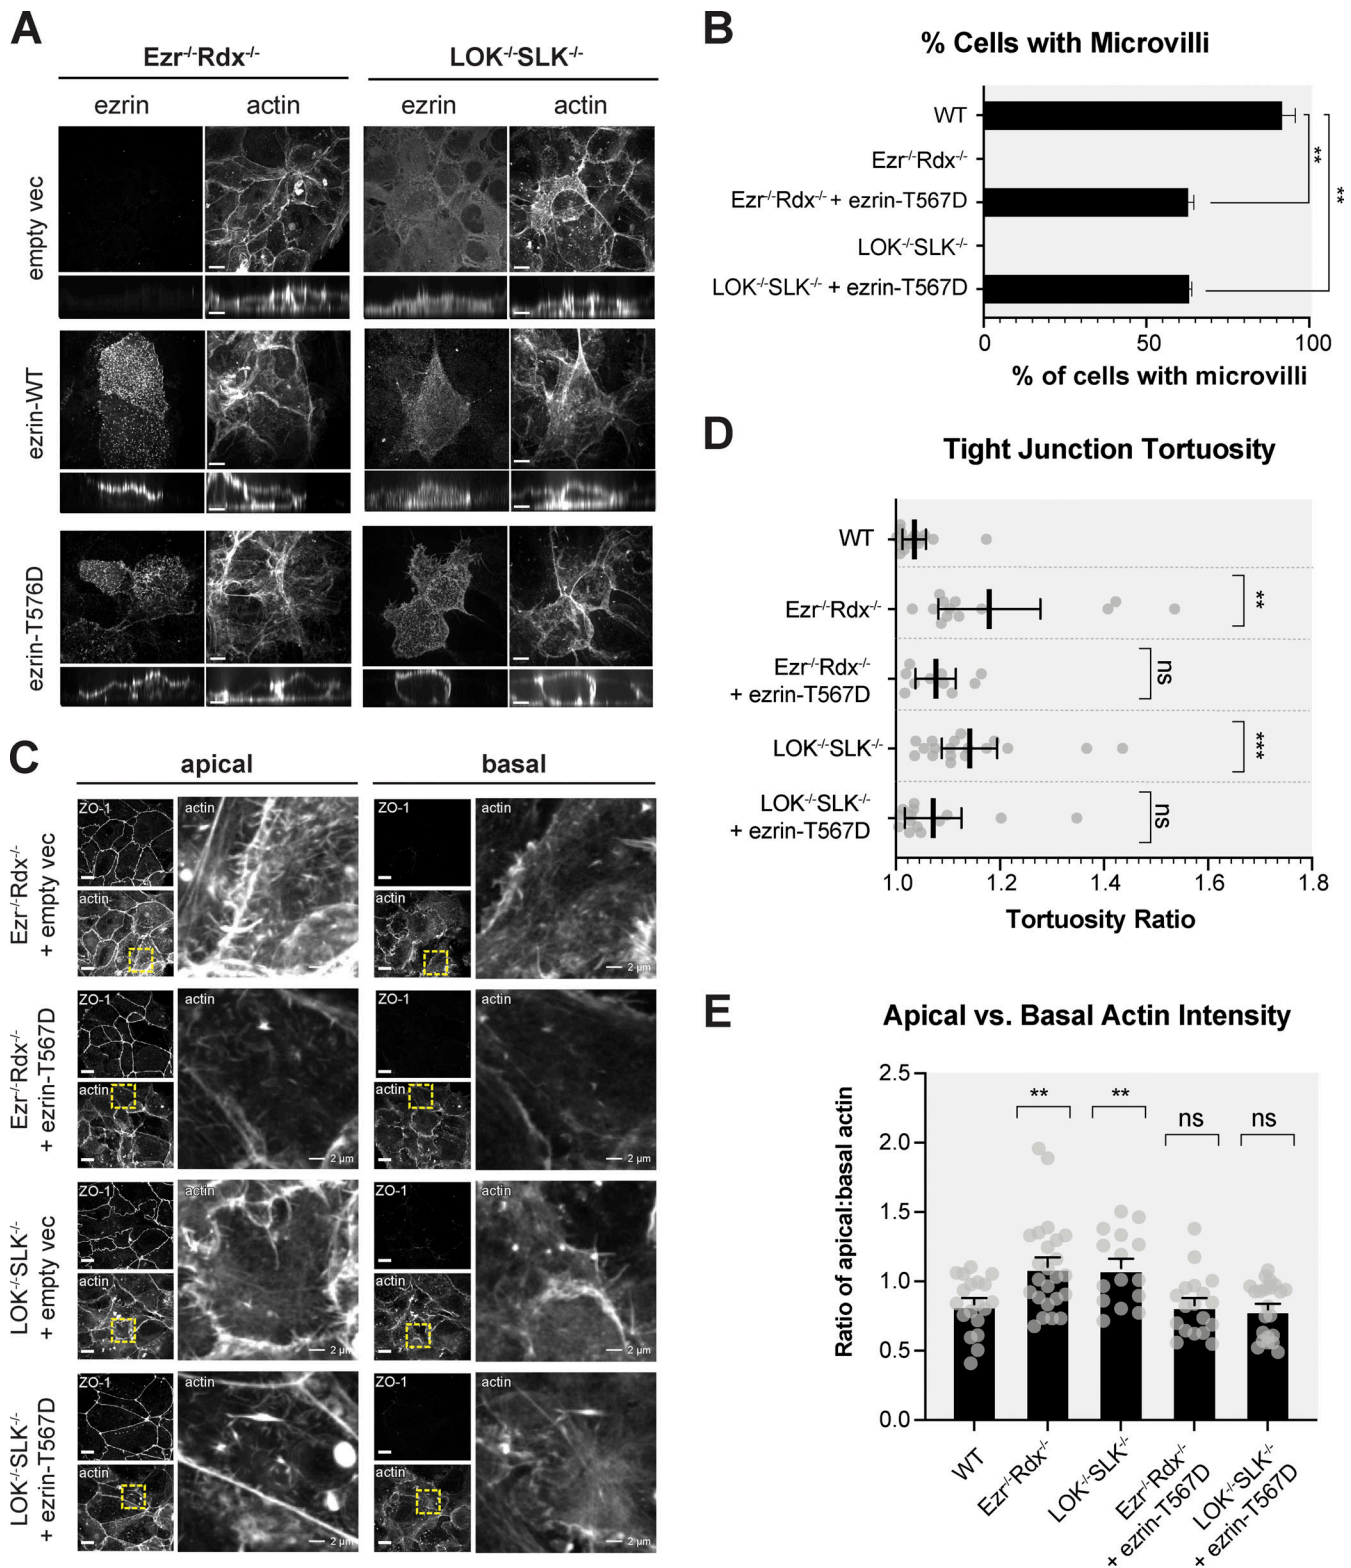 A
Ezr-/-Rdx-/-
LOK-/-SLK-/-
ezrin
actin
ezrin
actin
empty vec
ezrin-WT
ezrin-T576D
B
% Cells with Microvilli
WT
Ezr-/-Rdx-/-
Ezr-/-Rdx-/- + ezrin-T567D
LOK-/-SLK-/-
LOK-/-SLK-/- + ezrin-T567D
**
**
0
50
100
% of cells with microvilli
C
apical
basal
Ezr-/-Rdx-/-
+ empty vec
ZO-1
actin
actin
2 µm
ZO-1
actin
actin
2 µm
Ezr-/-Rdx-/-
+ ezrin-T567D
ZO-1
actin
actin
2 µm
ZO-1
actin
actin
2 µm
LOK-/-SLK-/-
+ empty vec
ZO-1
actin
actin
2 µm
ZO-1
actin
actin
2 µm
LOK-/-SLK-/-
+ ezrin-T567D
ZO-1
actin
actin
2 µm
ZO-1
actin
actin
2 µm
D
Tight Junction Tortuosity
WT
Ezr-/-Rdx-/-
**
Ezr-/-Rdx-/-
+ ezrin-T567D
ns
LOK-/-SLK-/-
***
LOK-/-SLK-/-
+ ezrin-T567D
ns
1.0
1.2
1.4
1.6
1.8
Tortuosity Ratio
E
Apical vs. Basal Actin Intensity
Ratio of apical:basal actin
2.5
2.0
1.5
1.0
0.5
0.0
**
**
ns
ns
WT
Ezr-/-Rdx-/-
LOK-/-SLK-/-
Ezr-/-Rdx-/-
+ ezrin-T567D
LOK-/-SLK-/-
+ ezrin-T567D